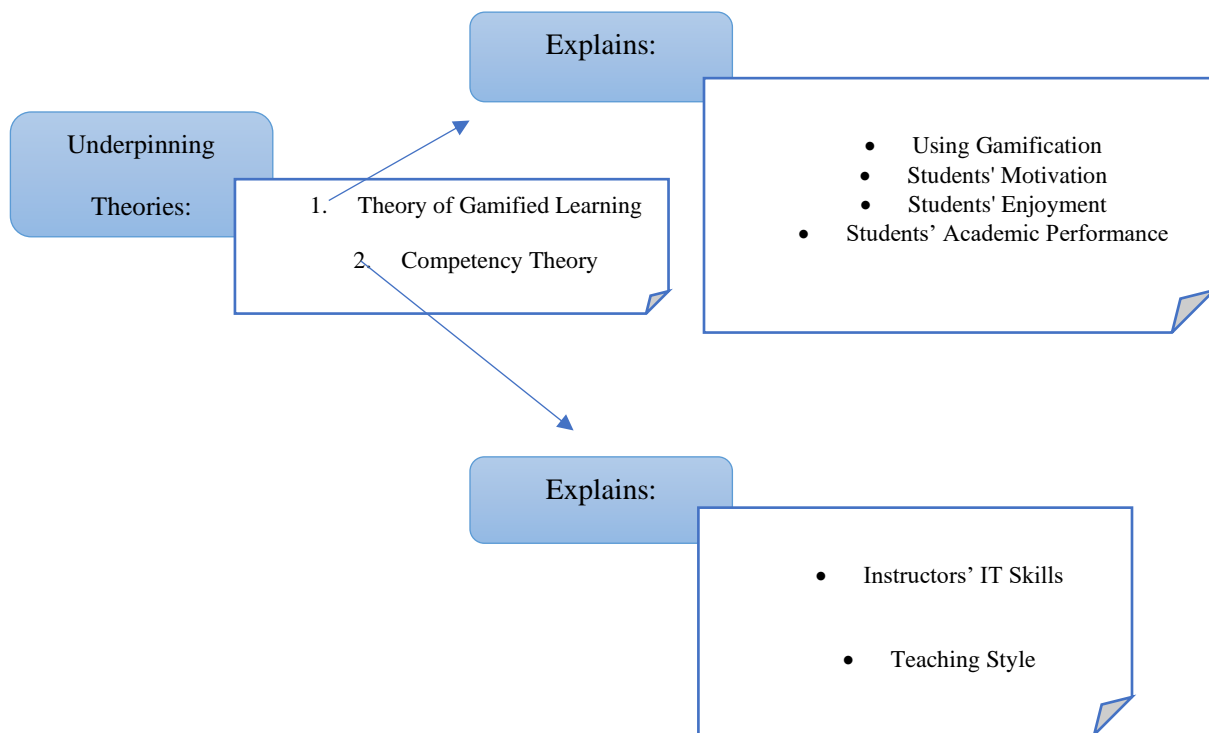 Underpinning
Theories:
1. Theory of Gamified Learning
2. Competency Theory
Explains:
• Using Gamification
• Students' Motivation
• Students' Enjoyment
• Students’ Academic Performance
Explains:
• Instructors’ IT Skills
• Teaching Style